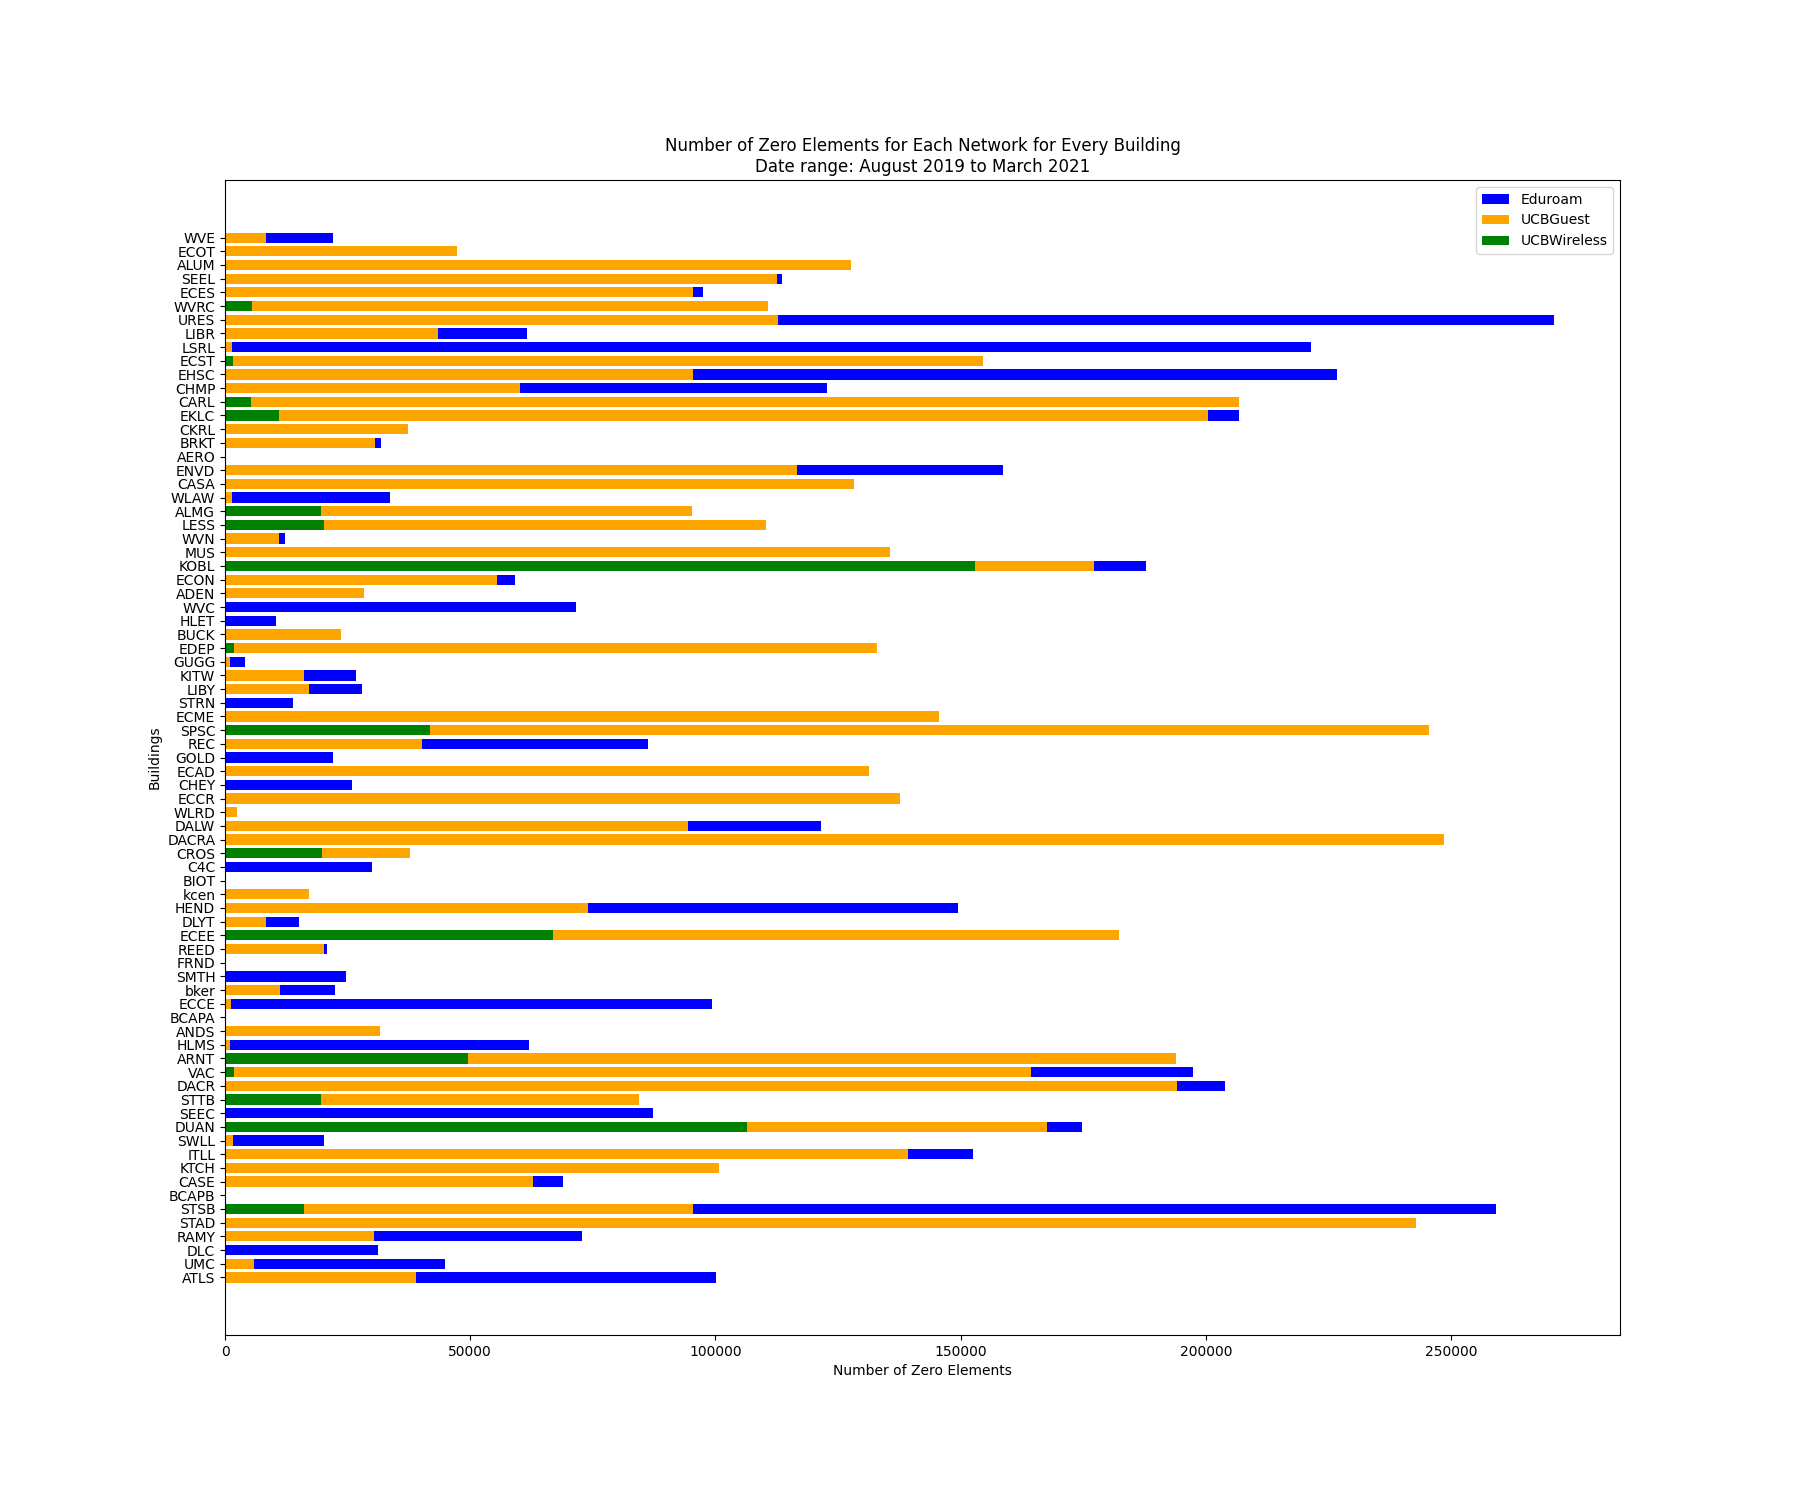 Number of Zero Elements for Each Network for Every Building
Date range: August 2019 to March 2021
Eduroam
UCBGuest
UCBWireless
WVE
ECOT
ALUM
SEEL
ECES
WVRC
URES
LIBR
LSRL
ECST
EHSC
CHMP
CARL
EKLC
CKRL
BRKT
AERO
ENVD
CASA
WLAW
ALMG
LESS
WVN
MUS
KOBL
ECON
ADEN
WVC
HLET
BUCK
EDEP
GUGG
KITW
LIBY
STRN
ECME
SPSC
REC
GOLD
ECAD
CHEY
ECCR
WLRD
DALW
DACRA
CROS
C4C
BIOT
kcen
HEND
DLYT
ECEE
REED
FRND
SMTH
bker
ECCE
BCAPA
ANDS
HLMS
ARNT
VAC
DACR
STTB
SEEC
DUAN
SWLL
ITLL
KTCH
CASE
BCAPB
STSB
STAD
RAMY
DLC
UMC
ATLS
Buildings
0 50000 100000 150000 200000 250000
Number of Zero Elements